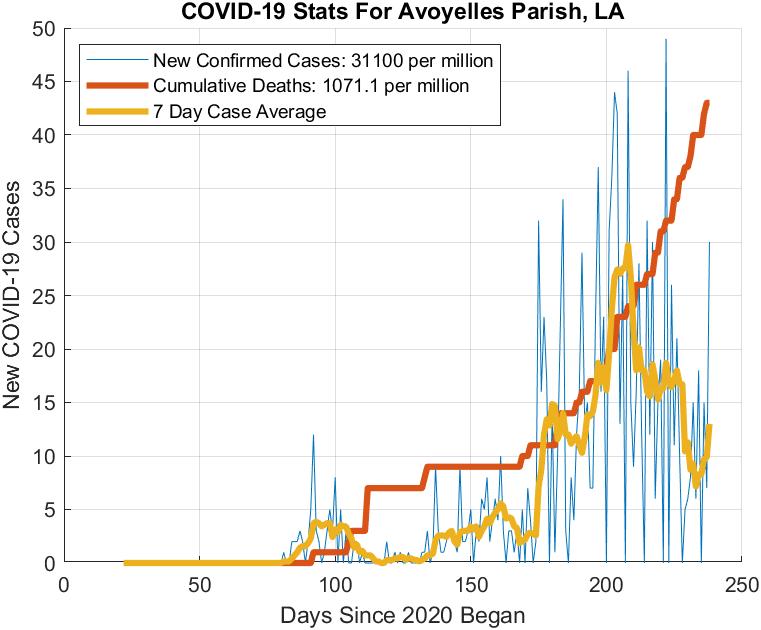 COVID-19 Stats For Avoyelles Parish, LA
New Confirmed Cases: 31100 per million
Cumulative Deaths: 1071.1 per million
7 Day Case Average
New COVID-19 Cases
50
45
40
35
30
25
20
15
10
5
0
0 50 100 150 200 250
Days Since 2020 Began